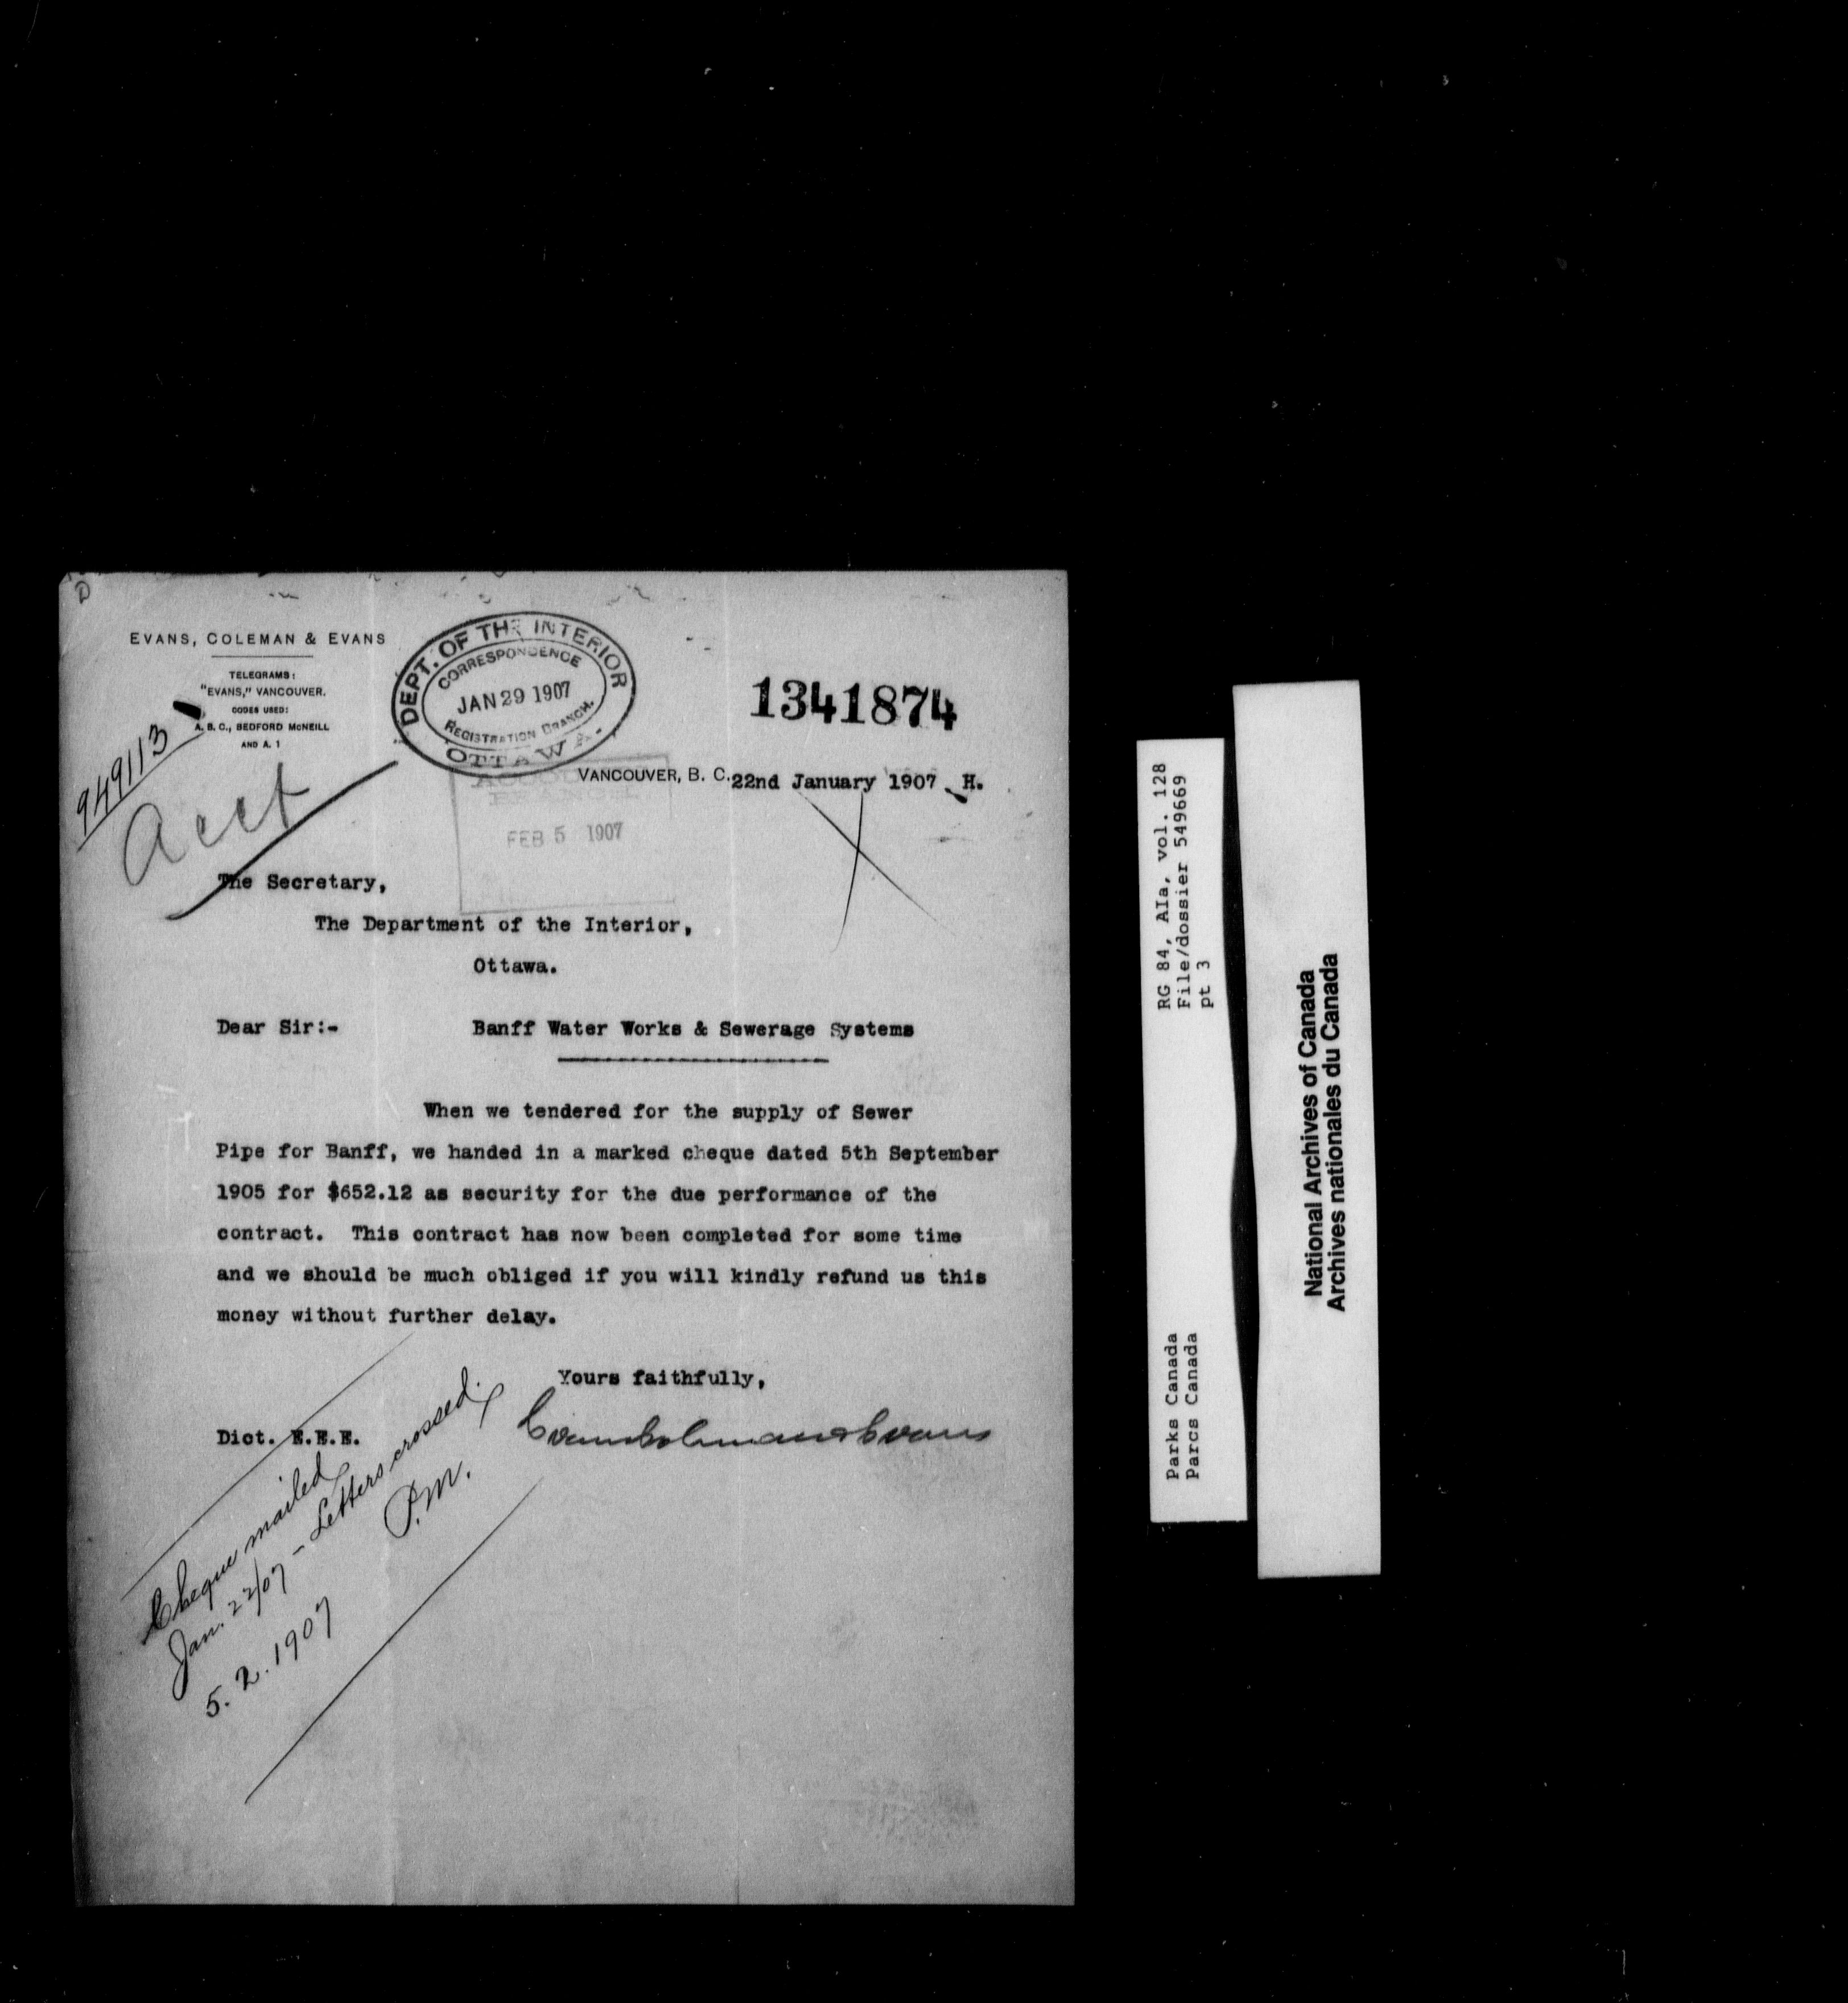 D
EVANS, COLEMAN & EVANS
TELEGRAMS:
"EVANS," VANCOUVER.
CODES USED:
A. B. C., BEDFORD McNEILL
AND A. 1
949113
Acct
DEPT. OF THE INTERIOR
CORRESPONDENCE
JAN 29 1907
REGISTRATION BRANCH.
OTTAWA.
1341874
VANCOUVER, B. C. 22nd January 1907 H.
FEB 5 1907
The Secretary,
The Department of the Interior,
Ottawa.
Dear Sir:- Banff Water Works & Sewerage Systems
When we tendered for the supply of Sewer
Pipe for Banff, we handed in a marked cheque dated 5th September
1905 for $652.12 as security for the due performance of the
contract. This contract has now been completed for some time
and we should be much obliged if you will kindly refund us this
money without further delay.
Yours faithfully,
Dict. E.E.E.
Evans Coleman & Evans
Cheque mailed
Jan. 22/07 - Letters crossed.
P.M.
5. 2. 1907
RG 84, AIa, vol. 128
File/dossier 549669
pt 3
Parks Canada
Parcs Canada
National Archives of Canada
Archives nationales du Canada